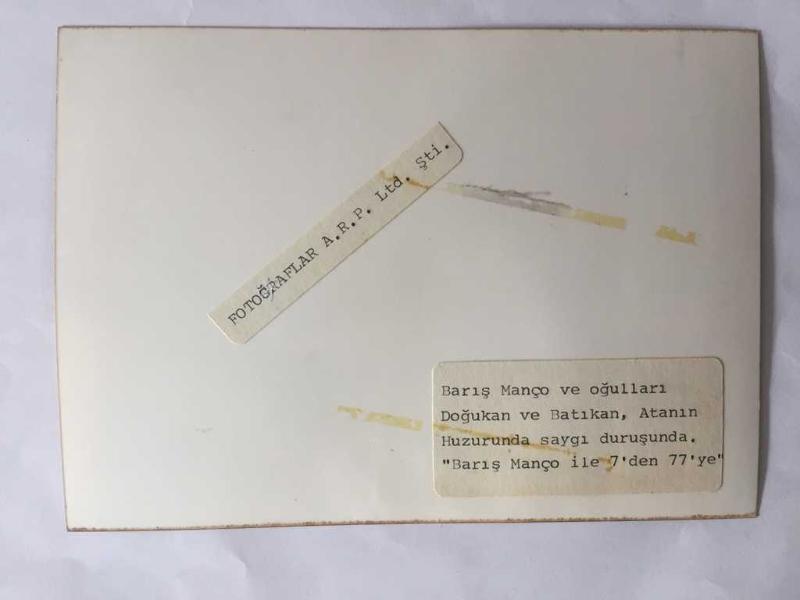 FOTOĞRAFLAR A.R.P. Ltd. Şti.
Barış Manço ve oğulları
Doğukan ve Batıkan, Atanın
Huzurunda saygı duruşunda.
"Barış Manço ile 7'den 77'ye"